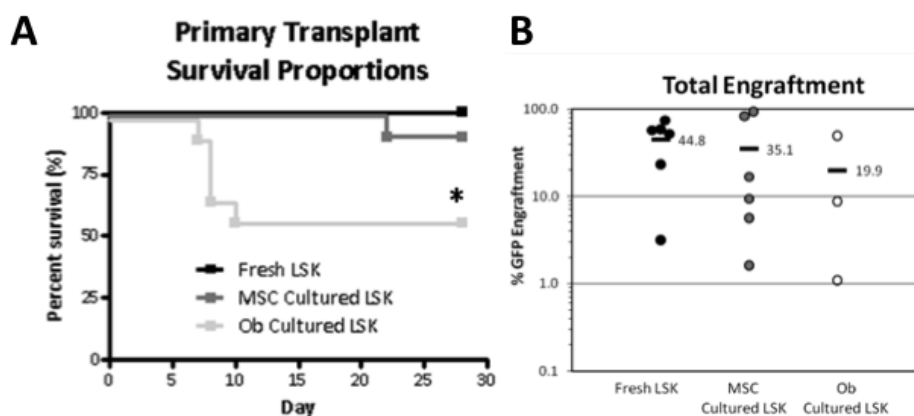 A
Primary Transplant
Survival Proportions
Percent survival (%)
100
75
50
25
0
*
Fresh LSK
MSC Cultured LSK
Ob Cultured LSK
0 5 10 15 20 25 30
Day
B
Total Engraftment
% GFP Engraftment
100.0
10.0
1.0
0.1
44.8
35.1
19.9
Fresh LSK
MSC
Cultured LSK
Ob
Cultured LSK